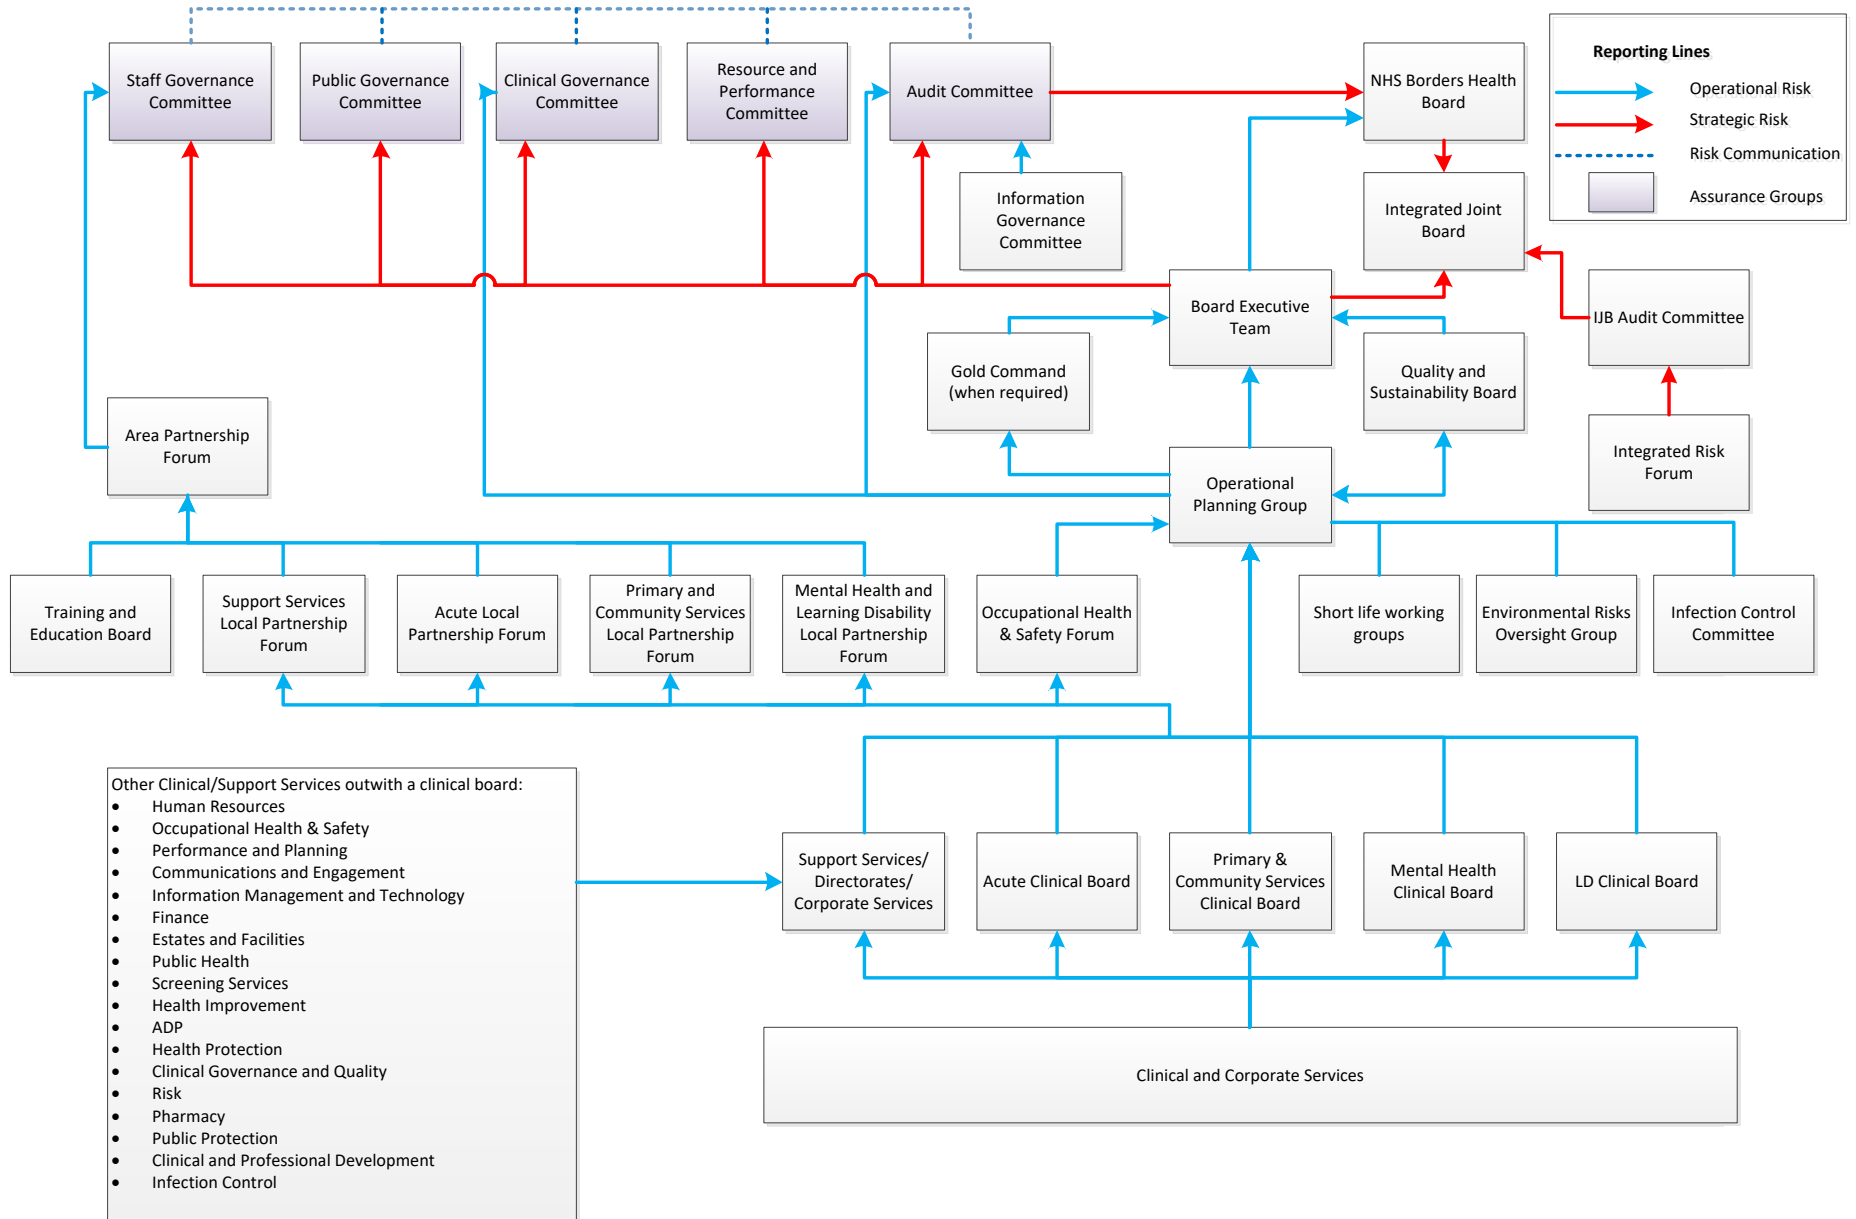 Staff Governance
Committee
Public Governance
Committee
Clinical Governance
Committee
Resource and
Performance
Committee
Audit Committee
NHS Borders Health
Board
Reporting Lines
Operational Risk
Strategic Risk
Risk Communication
Assurance Groups
Information
Governance
Committee
Integrated Joint
Board
Board Executive
Team
IJB Audit Committee
Gold Command
(when required)
Quality and
Sustainability Board
Area Partnership
Forum
Operational
Planning Group
Integrated Risk
Forum
Training and
Education Board
Support Services
Local Partnership
Forum
Acute Local
Partnership Forum
Primary and
Community Services
Local Partnership
Forum
Mental Health and
Learning Disability
Local Partnership
Forum
Occupational Health
& Safety Forum
Short life working
groups
Environmental Risks
Oversight Group
Infection Control
Committee
Other Clinical/Support Services outwith a clinical board:
• Human Resources
• Occupational Health & Safety
• Performance and Planning
• Communications and Engagement
• Information Management and Technology
• Finance
• Estates and Facilities
• Public Health
• Screening Services
• Health Improvement
• ADP
• Health Protection
• Clinical Governance and Quality
• Risk
• Pharmacy
• Public Protection
• Clinical and Professional Development
• Infection Control
Support Services/
Directorates/
Corporate Services
Acute Clinical Board
Primary &
Community Services
Clinical Board
Mental Health
Clinical Board
LD Clinical Board
Clinical and Corporate Services